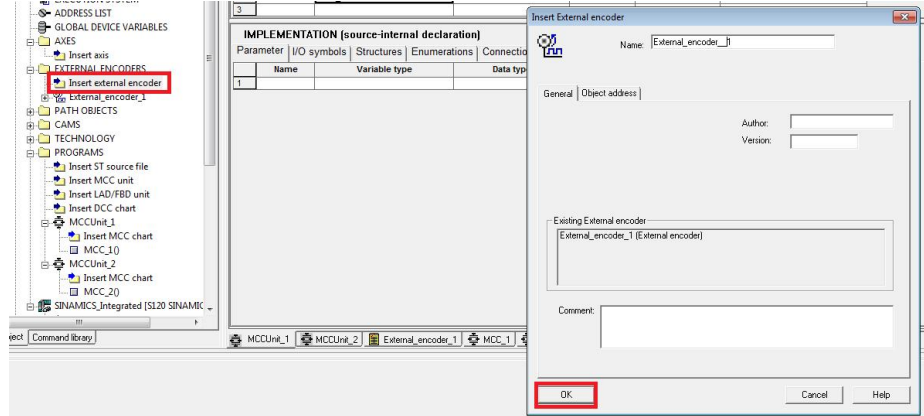 ADDRESS LIST
GLOBAL DEVICE VARIABLES
AXES
Insert axis
EXTERNAL ENCODERS
Insert external encoder
External_encoder_1
PATH OBJECTS
CAMS
TECHNOLOGY
PROGRAMS
Insert ST source file
Insert MCC unit
Insert LAD/FBD unit
Insert DCC chart
MCCUnit_1
Insert MCC chart
MCC_1()
MCCUnit_2
Insert MCC chart
MCC_2()
SINAMICS_Integrated [S120 SINAMIC
ject Command library
3
IMPLEMENTATION (source-internal declaration)
Parameter I/O symbols Structures Enumerations Connectio
Name Variable type Data typ
1
MCCUnit_1 MCCUnit_2 External_encoder_1 MCC_1
Insert External encoder
Name: External_encoder__1
General Object address
Author:
Version:
Existing External encoder
External_encoder_1 (External encoder)
Comment:
OK Cancel Help